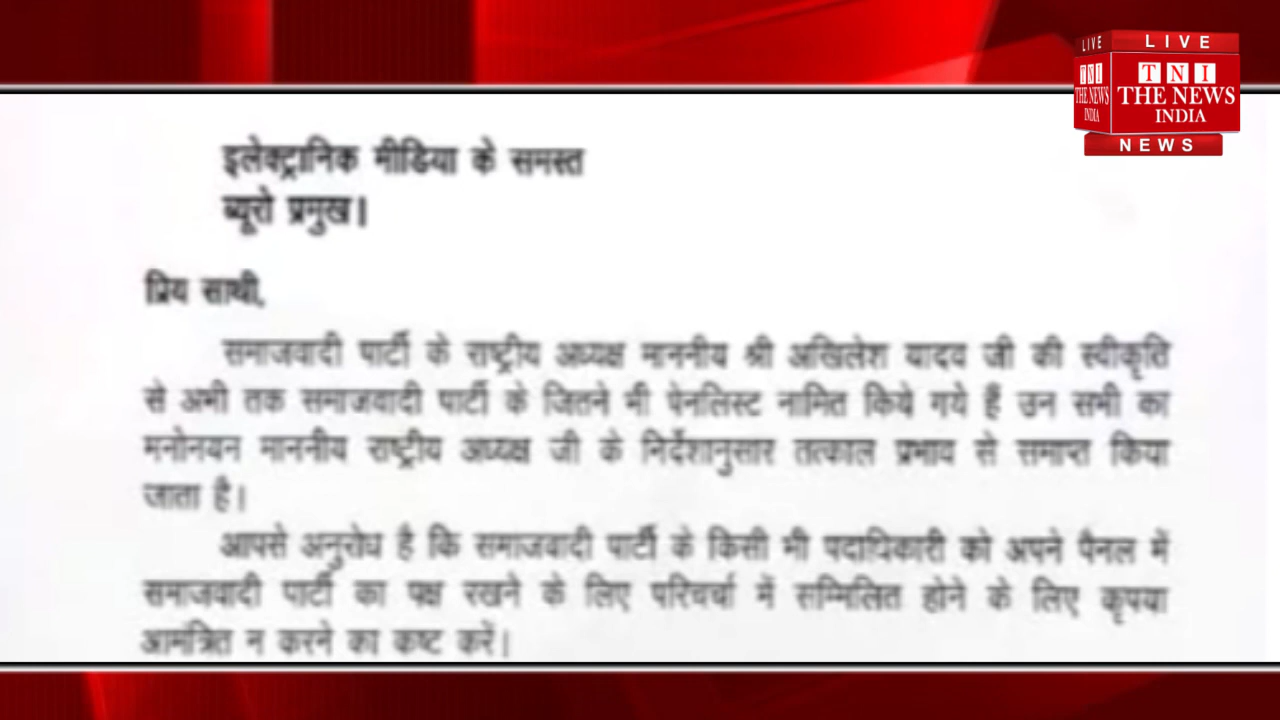 LIVE
LIVE
TNI
THE NEWS
INDIA
TNI
THE NEWS
INDIA
NEWS
इलेक्ट्रानिक मीडिया के समस्त
ब्यूरो प्रमुख।
प्रिय साथी,
समाजवादी पार्टी के राष्ट्रीय अध्यक्ष माननीय श्री अखिलेश यादव जी की स्वीकृति
से अभी तक समाजवादी पार्टी के जितने भी पेनलिस्ट नामित किये गये हैं उन सभी का
मनोनयन माननीय राष्ट्रीय अध्यक्ष जी के निर्देशानुसार तत्काल प्रभाव से समाप्त किया
जाता है।
आपसे अनुरोध है कि समाजवादी पार्टी के किसी भी पदाधिकारी को अपने पैनल में
समाजवादी पार्टी का पक्ष रखने के लिए परिचर्चा में सम्मिलित होने के लिए कृपया
आमंत्रित न करने का कष्ट करें।